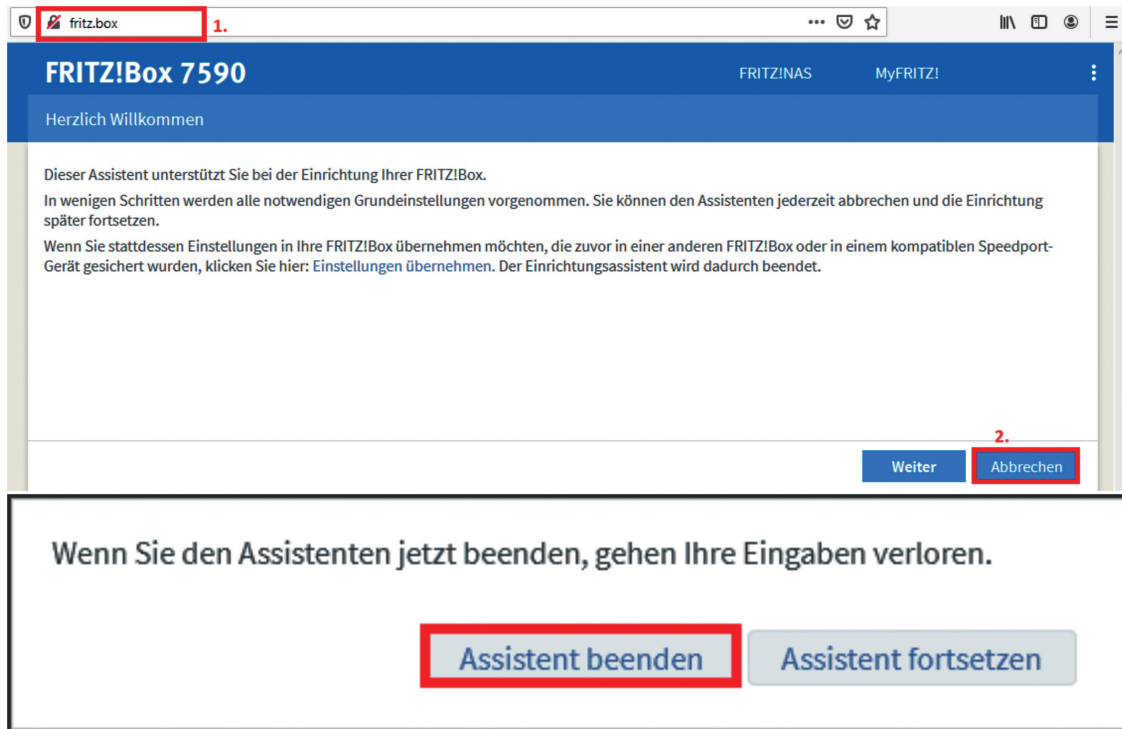 fritz.box
1.
FRITZ!Box 7590
FRITZ!NAS
MyFRITZ!
Herzlich Willkommen
Dieser Assistent unterstützt Sie bei der Einrichtung Ihrer FRITZ!Box.
In wenigen Schritten werden alle notwendigen Grundeinstellungen vorgenommen. Sie können den Assistenten jederzeit abbrechen und die Einrichtung
später fortsetzen.
Wenn Sie stattdessen Einstellungen in Ihre FRITZ!Box übernehmen möchten, die zuvor in einer anderen FRITZ!Box oder in einem kompatiblen Speedport-
Gerät gesichert wurden, klicken Sie hier: Einstellungen übernehmen. Der Einrichtungsassistent wird dadurch beendet.
2.
Weiter
Abbrechen
Wenn Sie den Assistenten jetzt beenden, gehen Ihre Eingaben verloren.
Assistent beenden
Assistent fortsetzen